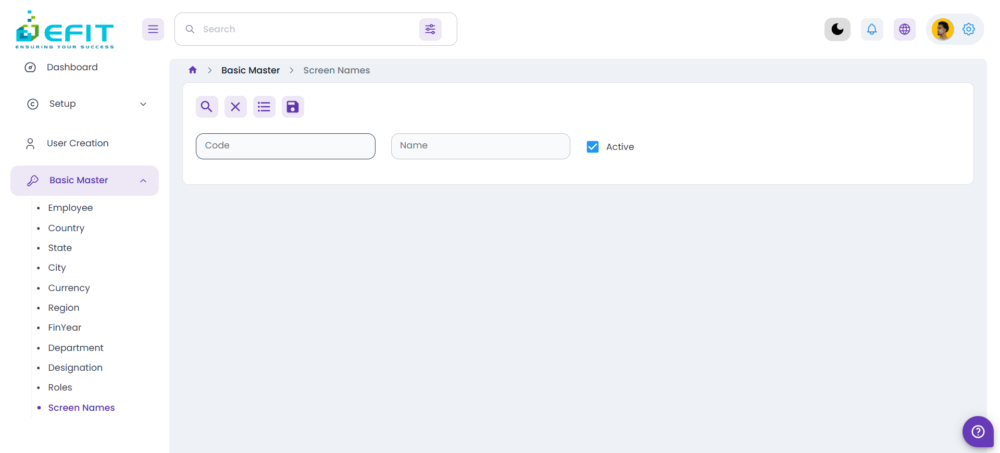 EFIT
ENSURING YOUR SUCCESS
Search
Dashboard
Setup
User Creation
Basic Master
Employee
Country
State
City
Currency
Region
FinYear
Department
Designation
Roles
Screen Names
Basic Master
Screen Names
Code
Name
Active